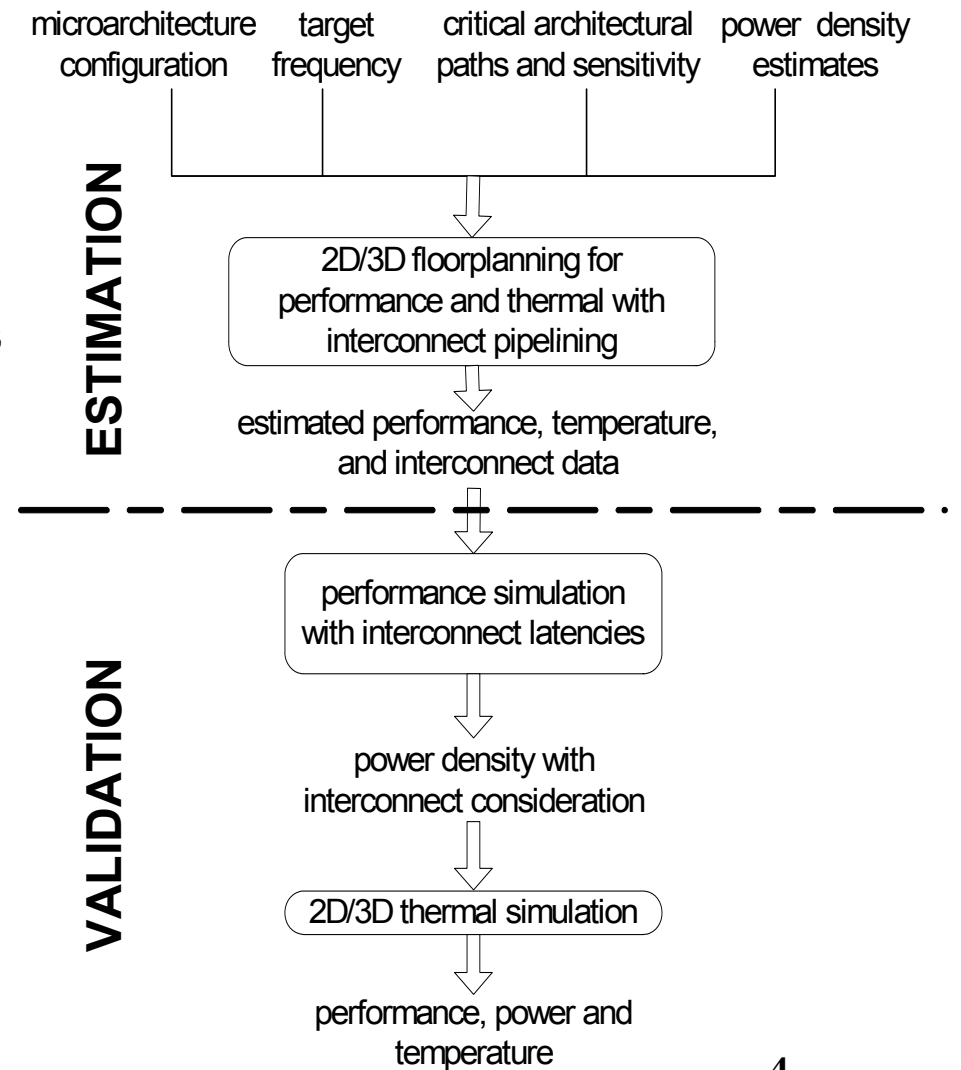 microarchitecture
configuration
target
frequency
critical architectural
paths and sensitivity
power density
estimates
ESTIMATION
2D/3D floorplanning for
performance and thermal with
interconnect pipelining
estimated performance, temperature,
and interconnect data
VALIDATION
performance simulation
with interconnect latencies
power density with
interconnect consideration
2D/3D thermal simulation
performance, power and
temperature